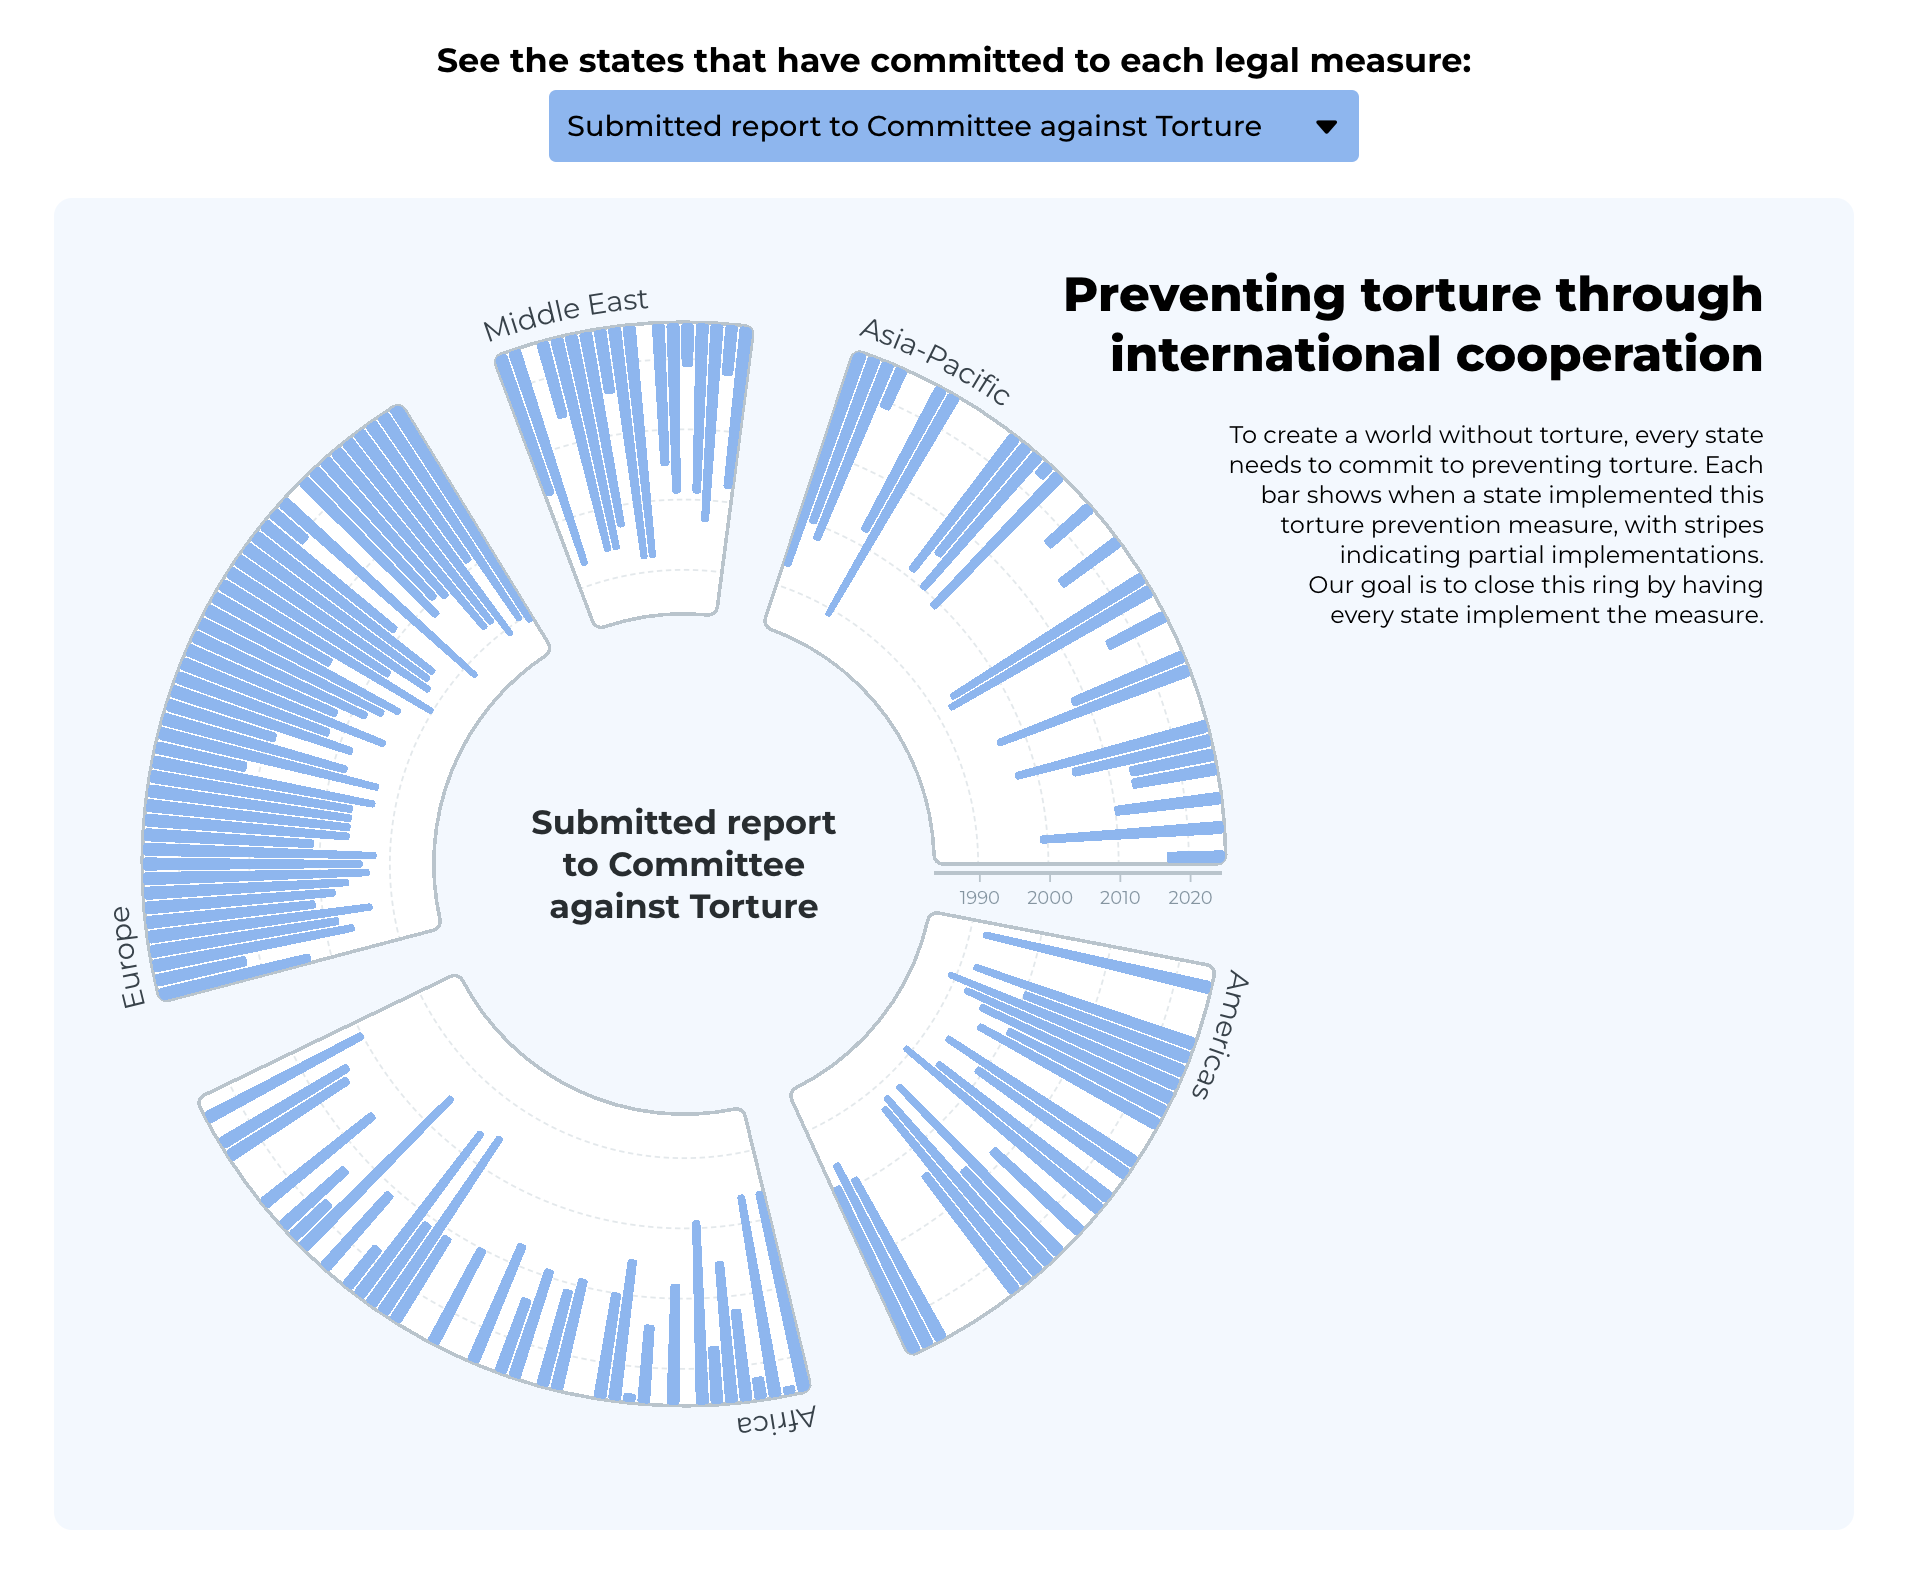 See the states that have committed to each legal measure:
Submitted report to Committee against Torture
Preventing torture through
international cooperation
To create a world without torture, every state
needs to commit to preventing torture. Each
bar shows when a state implemented this
torture prevention measure, with stripes
indicating partial implementations.
Our goal is to close this ring by having
every state implement the measure.
Middle East
Asia-Pacific
Submitted report
to Committee
against Torture
1990 2000 2010 2020
Europe
Americas
Africa